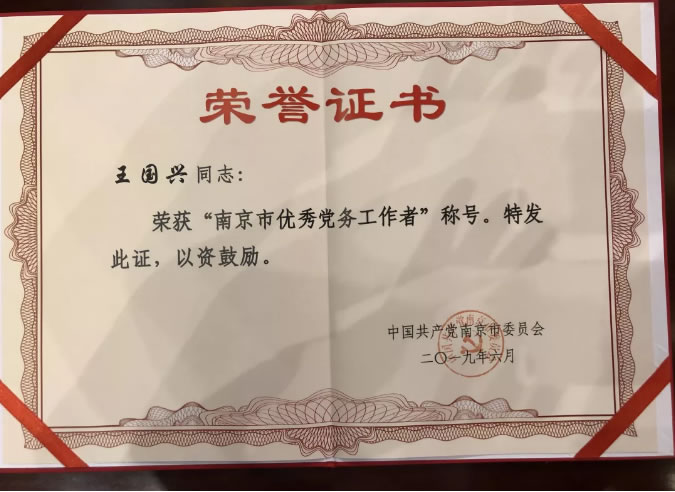 荣誉证书
王国兴同志：
荣获“南京市优秀党务工作者”称号。特发
此证，以资鼓励。
中国共产党南京市委员会
二〇一九年六月